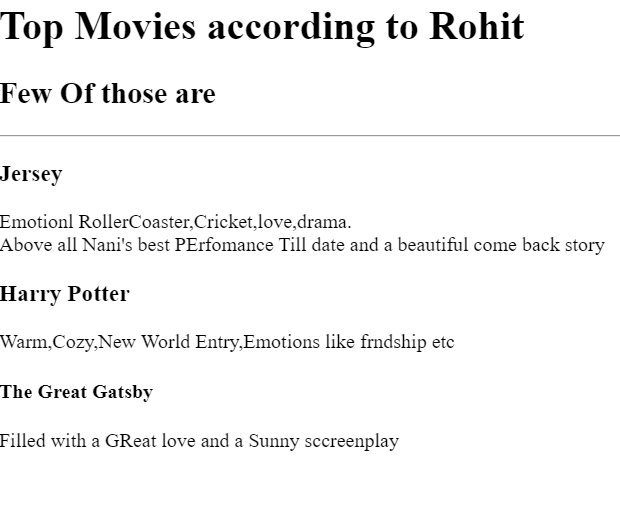 Top Movies according to Rohit
Few Of those are
Jersey
Emotionl RollerCoaster,Cricket,love,drama.
Above all Nani's best PErfomance Till date and a beautiful come back story
Harry Potter
Warm,Cozy,New World Entry,Emotions like frndship etc
The Great Gatsby
Filled with a GReat love and a Sunny sccreenplay